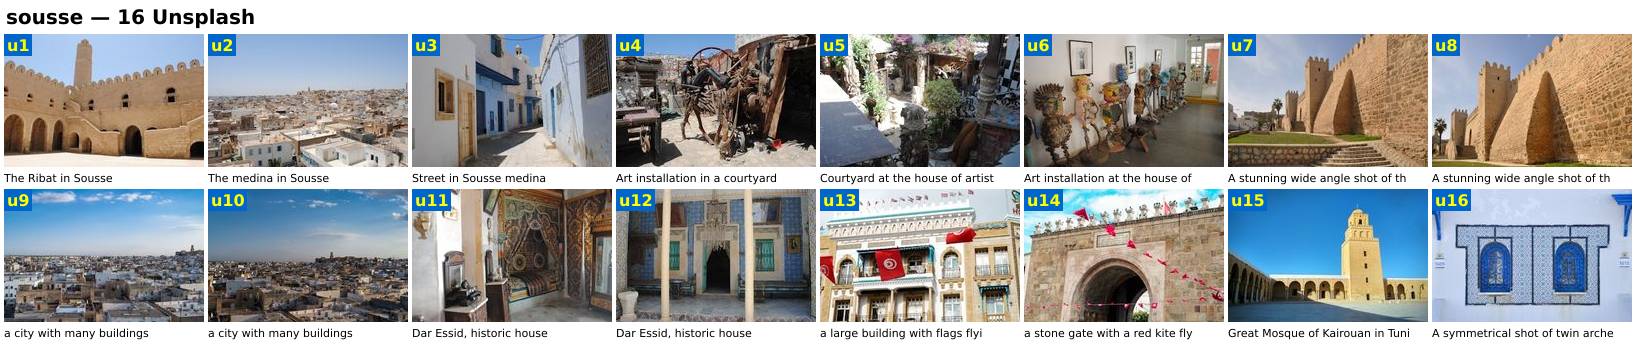 sousse — 16 Unsplash
u1
u2
u3
u4
u5
u6
u7
u8
The Ribat in Sousse
The medina in Sousse
Street in Sousse medina
Art installation in a courtyard
Courtyard at the house of artist
Art installation at the house of
A stunning wide angle shot of th
A stunning wide angle shot of th
u9
u10
u11
u12
u13
u14
u15
u16
a city with many buildings
a city with many buildings
Dar Essid, historic house
Dar Essid, historic house
a large building with flags flyi
a stone gate with a red kite fly
Great Mosque of Kairouan in Tuni
A symmetrical shot of twin arche